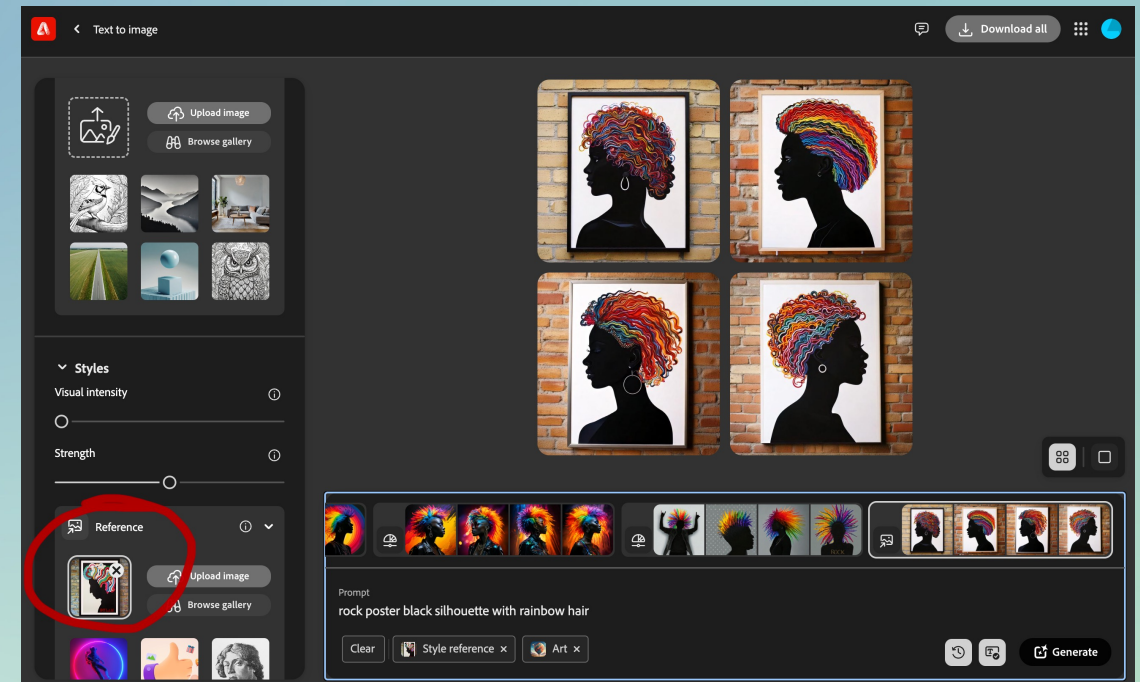 Text to image
Download all
Upload image
Browse gallery
Styles
Visual intensity
Strength
Reference
Upload image
Browse gallery
ROCK
Prompt
rock poster black silhouette with rainbow hair
Clear
Style reference ×
Art ×
Generate